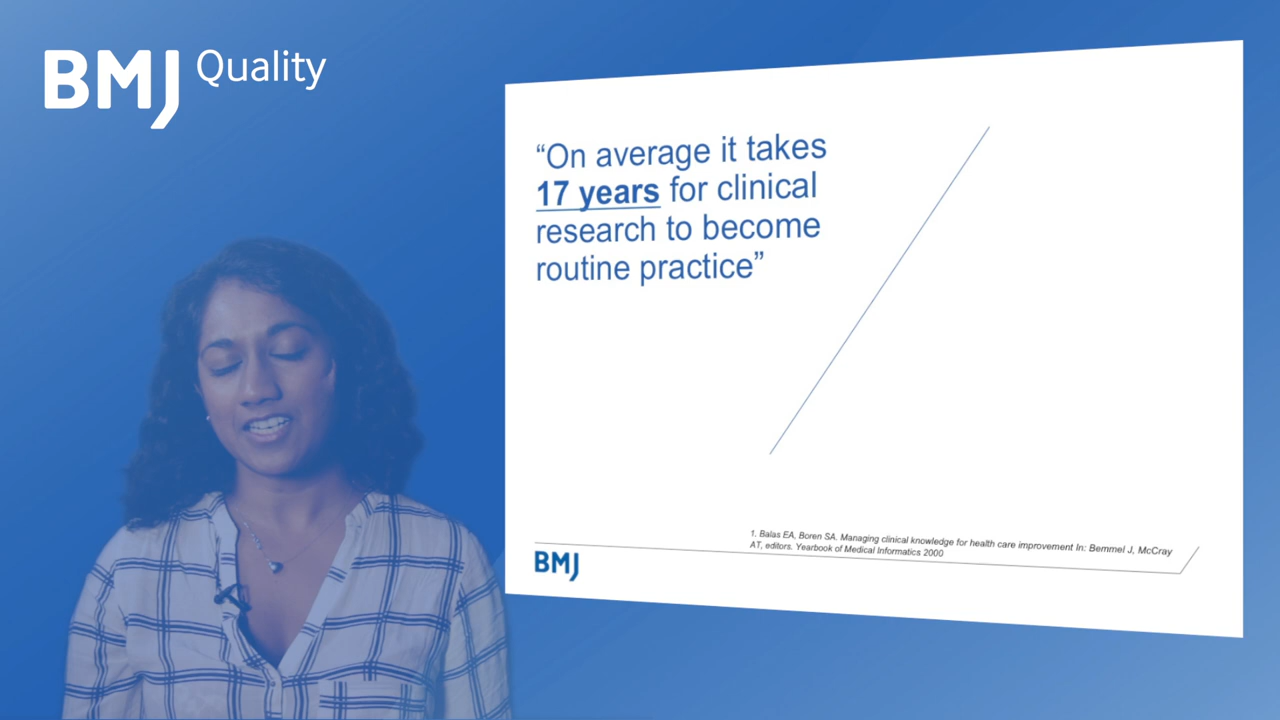 BMJ Quality
“On average it takes
17 years for clinical
research to become
routine practice”
1. Balas EA, Boren SA. Managing clinical knowledge for health care improvement In: Bemmel J, McCray
AT, editors. Yearbook of Medical Informatics 2000
BMJ